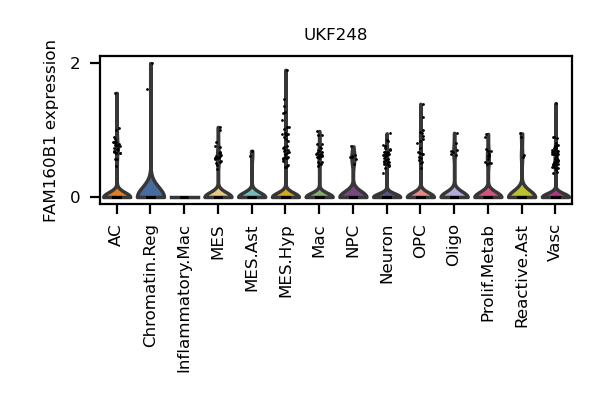 UKF248
FAM160B1 expression
2
0
AC
Chromatin.Reg
Inflammatory.Mac
MES
MES.Ast
MES.Hyp
Mac
NPC
Neuron
OPC
Oligo
Prolif.Metab
Reactive.Ast
Vasc